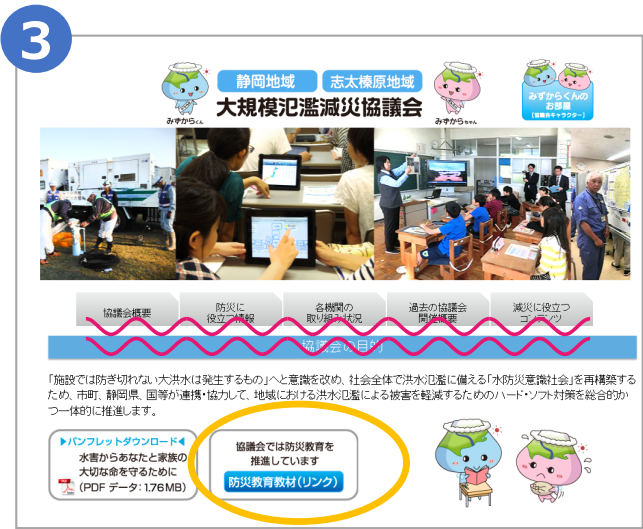 3
静岡地域 志太榛原地域
大規模氾濫減災協議会
みずからくん
みずからちゃん
みずからくんの
お部屋
【協議会キャラクター】
協議会概要
防災に
役立つ情報
各機関の
取り組み状況
過去の協議会
開催概要
減災に役立つ
コンテンツ
協議会の目的
「施設では防ぎ切れない大洪水は発生するもの」へと意識を改め、社会全体で洪水氾濫に備える「水防災意識社会」を再構築する
ため、市町、静岡県、国等が連携・協力して、地域における洪水氾濫による被害を軽減するためのハード・ソフト対策を総合的か
つ一体的に推進します。
▶パンフレットダウンロード◀
水害からあなたと家族の
大切な命を守るために
(PDF データ：1.76MB)
協議会では防災教育を
推進しています
防災教育教材(リンク)